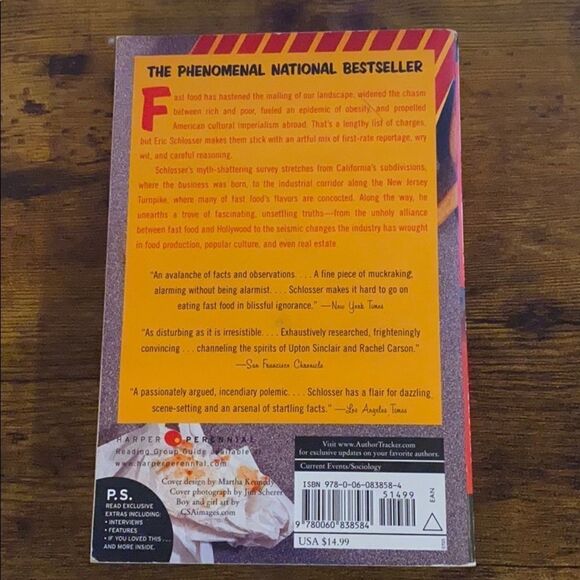 THE PHENOMENAL NATIONAL BESTSELLER
Fast food has hastened the malling of our landscape, widened the chasm
between rich and poor, fueled an epidemic of obesity, and propelled
American cultural imperialism abroad. That's a lengthy list of charges,
but Eric Schlosser makes them stick with an artful mix of first-rate reportage, wry
wit, and careful reasoning.
Schlosser's myth-shattering survey stretches from California's subdivisions,
where the business was born, to the industrial corridor along the New Jersey
Turnpike, where many of fast food's flavors are concocted. Along the way, he
unearths a trove of fascinating, unsettling truths—from the unholy alliance
between fast food and Hollywood to the seismic changes the industry has wrought
in food production, popular culture, and even real estate.
"An avalanche of facts and observations. . . . A fine piece of muckraking,
alarming without being alarmist. . . . Schlosser makes it hard to go on
eating fast food in blissful ignorance." —New York Times
"As disturbing as it is irresistible. . . . Exhaustively researched, frighteningly
convincing . . . channeling the spirits of Upton Sinclair and Rachel Carson."
—San Francisco Chronicle
"A passionately argued, incendiary polemic. . . . Schlosser has a flair for dazzling
scene-setting and an arsenal of startling facts." —Los Angeles Times
HARPER PERENNIAL
Reading Group Guide available at
www.harperperennial.com
Cover design by Martha Kennedy
Cover photograph by Jim Scherer
Boy and girl art by
CSAimages.com
P.S.
READ EXCLUSIVE
EXTRAS INCLUDING:
• INTERVIEWS
• FEATURES
• IF YOU LOVED THIS . . .
AND MORE INSIDE.
Visit www.AuthorTracker.com
for exclusive updates on your favorite authors.
Current Events/Sociology
ISBN 978-0-06-083858-4
51499
9 780060 838584
EAN
USA $14.99